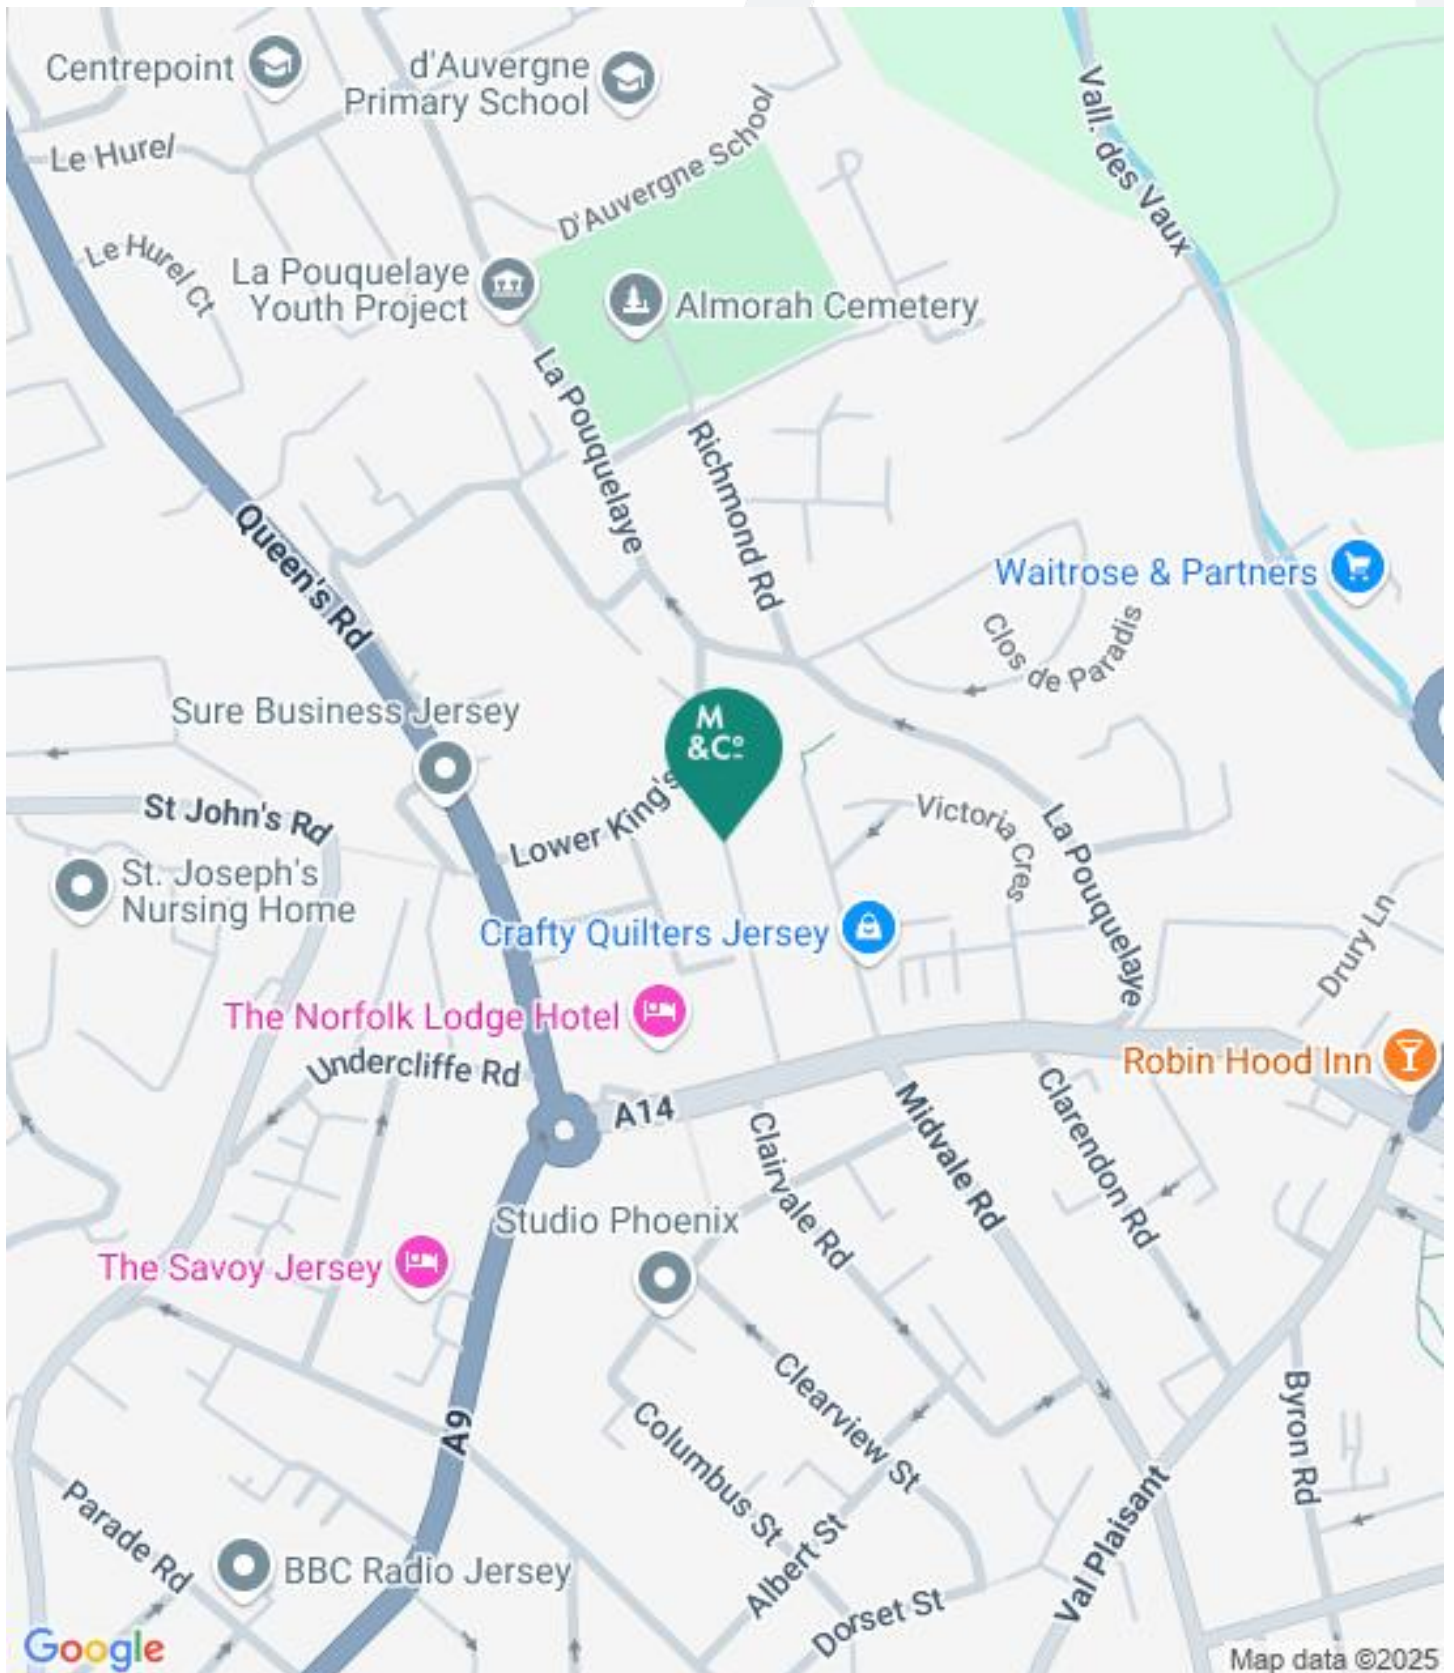 Centrepoint
d'Auvergne
Primary School
Vall. des Vaux
Le Hurel
D'Auvergne School
Le Hurel Ct
La Pouquelaye
Youth Project
Almorah Cemetery
La Pouquelaye
Richmond Rd
Queen's Rd
Waitrose & Partners
Clos de Paradis
Sure Business Jersey
M
&Co
St John's Rd
Lower King's
Victoria Cres
La Pouquelaye
St. Joseph's
Nursing Home
Crafty Quilters Jersey
Drury Ln
The Norfolk Lodge Hotel
Undercliffe Rd
Robin Hood Inn
A14
Clairvale Rd
Midvale Rd
Clarendon Rd
Studio Phoenix
The Savoy Jersey
Clearview St
Byron Rd
A9
Columbus St
Parade Rd
Albert St
Val Plaisant
BBC Radio Jersey
Dorset St
Google
Map data ©2025